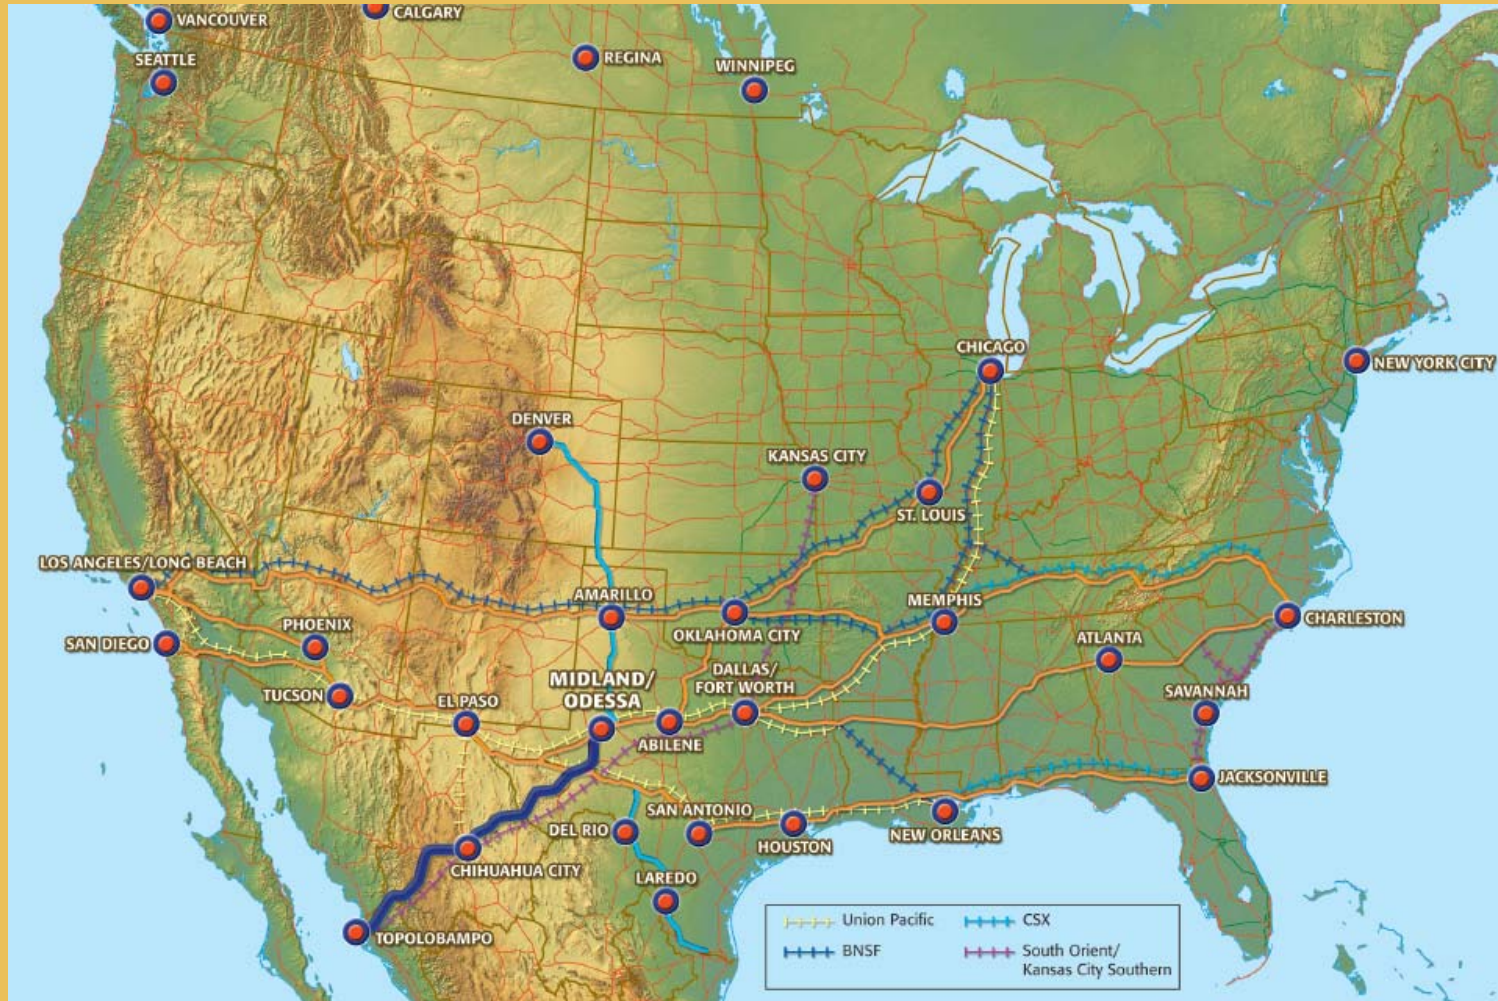 VANCOUVER
CALGARY
SEATTLE
REGINA
WINNIPEG
CHICAGO
NEW YORK CITY
DENVER
KANSAS CITY
ST. LOUIS
LOS ANGELES/LONG BEACH
AMARILLO
MEMPHIS
PHOENIX
OKLAHOMA CITY
CHARLESTON
SAN DIEGO
ATLANTA
MIDLAND/
ODESSA
DALLAS/
FORT WORTH
TUCSON
EL PASO
SAVANNAH
ABILENE
JACKSONVILLE
SAN ANTONIO
DEL RIO
HOUSTON
NEW ORLEANS
CHIHUAHUA CITY
LAREDO
TOPOLOBAMPO
Union Pacific
CSX
BNSF
South Orient/
Kansas City Southern